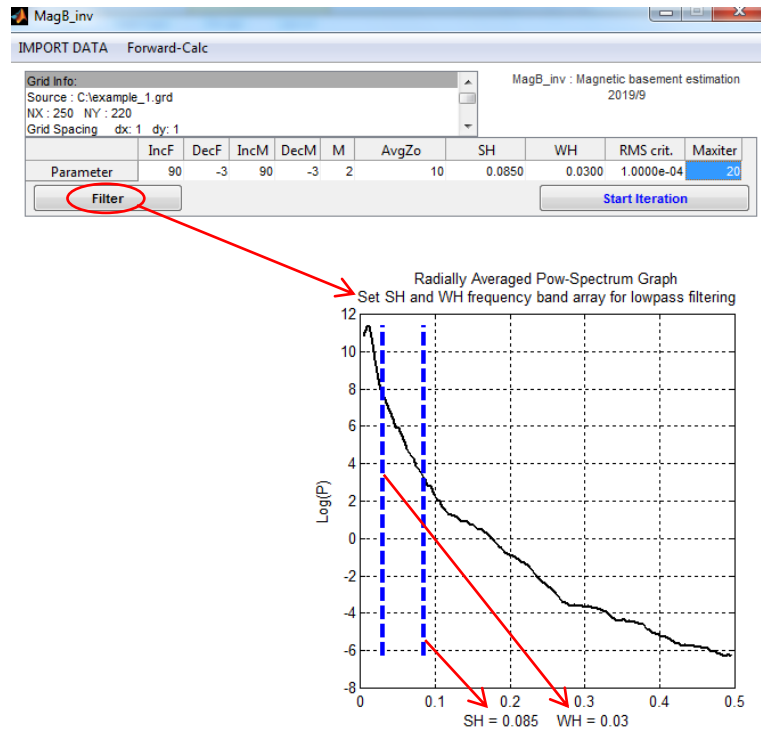 MagB_inv
IMPORT DATA Forward-Calc
Grid Info:
Source : C:\example_1.grd
NX : 250 NY : 220
Grid Spacing dx: 1 dy: 1
MagB_inv : Magnetic basement estimation
2019/9
IncF DecF IncM DecM M AvgZo SH WH RMS crit. Maxiter
Parameter 90 -3 90 -3 2 10 0.0850 0.0300 1.0000e-04 20
Filter Start Iteration
Radially Averaged Pow-Spectrum Graph
Set SH and WH frequency band array for lowpass filtering
12
10
8
6
4
2
0
-2
-4
-6
-8
Log(P)
0 0.1 0.2 0.3 0.4 0.5
SH = 0.085 WH = 0.03